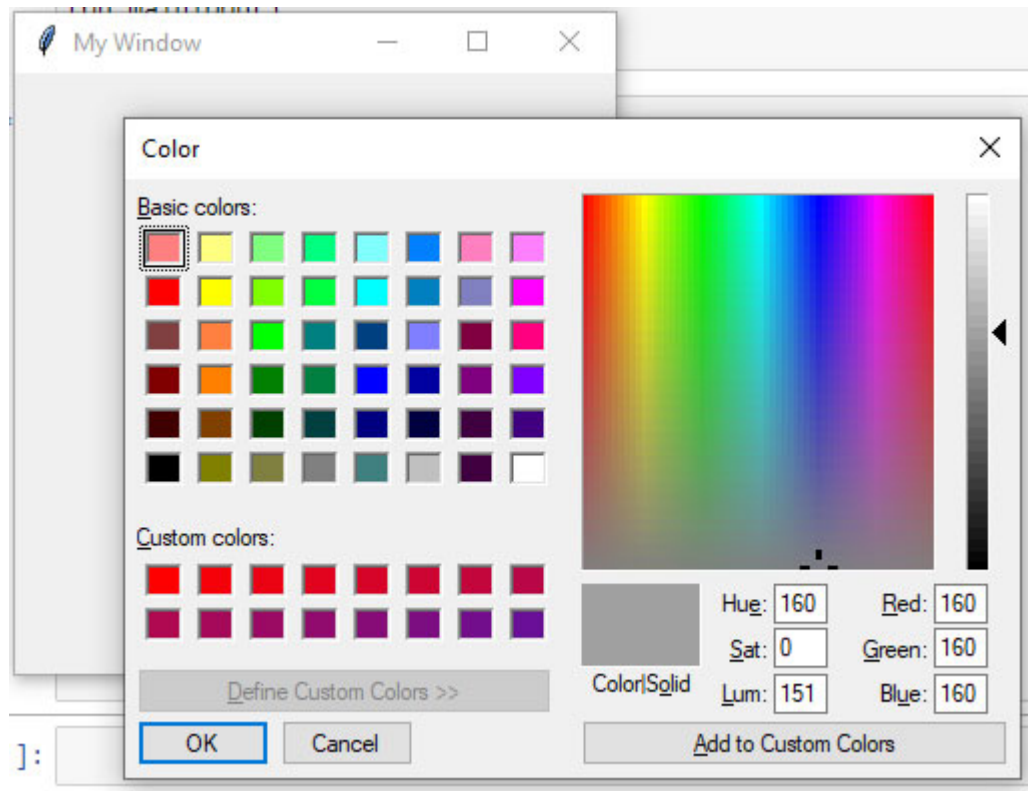 My Window
Color
Basic colors:
Custom colors:
Define Custom Colors >>
OK Cancel
Color|Solid
Hue: 160 Red: 160
Sat: 0 Green: 160
Lum: 151 Blue: 160
Add to Custom Colors
]: